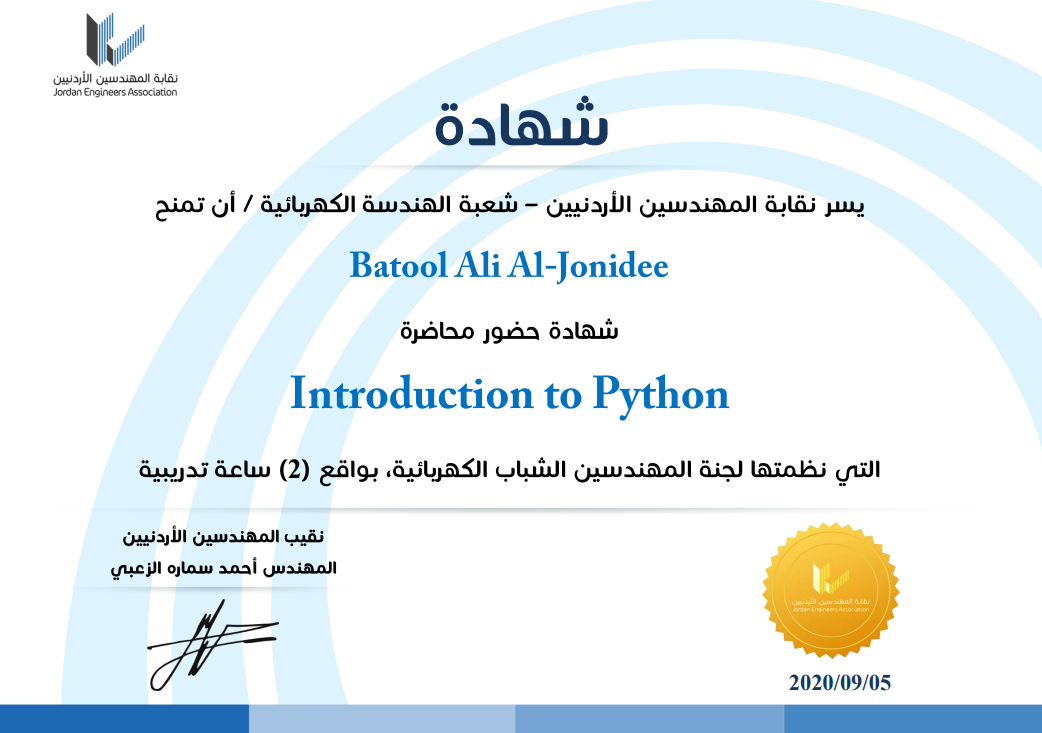 نقابة المهندسين الأردنيين
Jordan Engineers Association
شهادة
يسر نقابة المهندسين الأردنيين – شعبة الهندسة الكهربائية / أن تمنح
Batool Ali Al-Jonidee
شهادة حضور محاضرة
Introduction to Python
التي نظمتها لجنة المهندسين الشباب الكهربائية، بواقع (2) ساعة تدريبية
نقيب المهندسين الأردنيين
المهندس أحمد سماره الزعبي
نقابة المهندسين الأردنيين
Jordan Engineers Association
2020/09/05